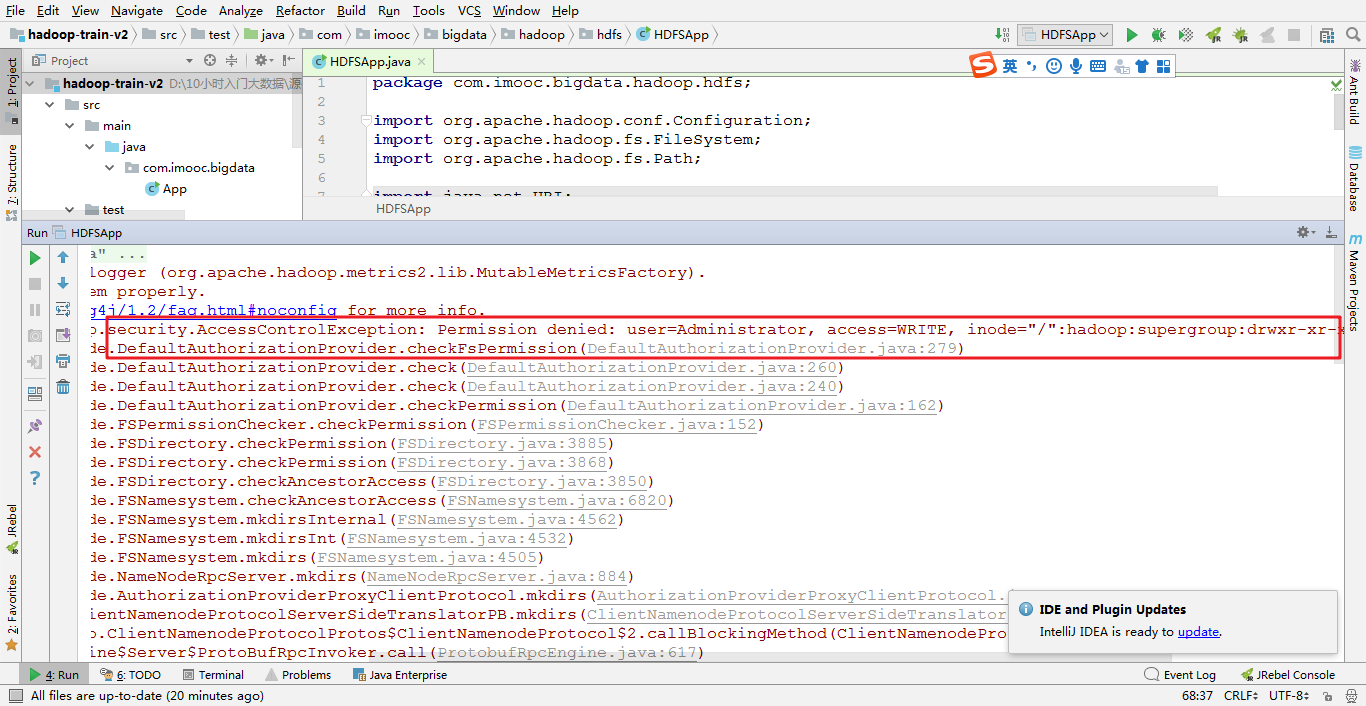 File Edit View Navigate Code Analyze Refactor Build Run Tools VCS Window Help
hadoop-train-v2 src test java com imooc bigdata hadoop hdfs HDFSApp
HDFSApp
Project
HDFSApp.java
英
1: Project
7: Structure
JRebel
2: Favorites
hadoop-train-v2 D:\10小时入门大数据\源
src
main
java
com.imooc.bigdata
App
test
1 package com.imooc.bigdata.hadoop.hdfs;
2
3 import org.apache.hadoop.conf.Configuration;
4 import org.apache.hadoop.fs.FileSystem;
5 import org.apache.hadoop.fs.Path;
6
7 import java.net.URI;
HDFSApp
Ant Build
Database
Maven Projects
Run HDFSApp
a" ...
logger (org.apache.hadoop.metrics2.lib.MutableMetricsFactory).
em properly.
g4j/1.2/faq.html#noconfig for more info.
p.security.AccessControlException: Permission denied: user=Administrator, access=WRITE, inode="/":hadoop:supergroup:drwxr-xr-x
de.DefaultAuthorizationProvider.checkFsPermission(DefaultAuthorizationProvider.java:279)
de.DefaultAuthorizationProvider.check(DefaultAuthorizationProvider.java:260)
de.DefaultAuthorizationProvider.check(DefaultAuthorizationProvider.java:240)
de.DefaultAuthorizationProvider.checkPermission(DefaultAuthorizationProvider.java:162)
de.FSPermissionChecker.checkPermission(FSPermissionChecker.java:152)
de.FSDirectory.checkPermission(FSDirectory.java:3885)
de.FSDirectory.checkPermission(FSDirectory.java:3868)
de.FSDirectory.checkAncestorAccess(FSDirectory.java:3850)
de.FSNamesystem.checkAncestorAccess(FSNamesystem.java:6820)
de.FSNamesystem.mkdirsInternal(FSNamesystem.java:4562)
de.FSNamesystem.mkdirsInt(FSNamesystem.java:4532)
de.FSNamesystem.mkdirs(FSNamesystem.java:4505)
de.NameNodeRpcServer.mkdirs(NameNodeRpcServer.java:884)
de.AuthorizationProviderProxyClientProtocol.mkdirs(AuthorizationProviderProxyClientProtocol.
lientNamenodeProtocolServerSideTranslatorPB.mkdirs(ClientNamenodeProtocolServerSideTranslator
o.ClientNamenodeProtocolProtos$ClientNamenodeProtocol$2.callBlockingMethod(ClientNamenodePro
ine$Server$ProtoBufRpcInvoker.call(ProtobufRpcEngine.java:617)
IDE and Plugin Updates
IntelliJ IDEA is ready to update.
4: Run 6: TODO Terminal Problems Java Enterprise Event Log JRebel Console
All files are up-to-date (20 minutes ago) 68:37 CRLF UTF-8